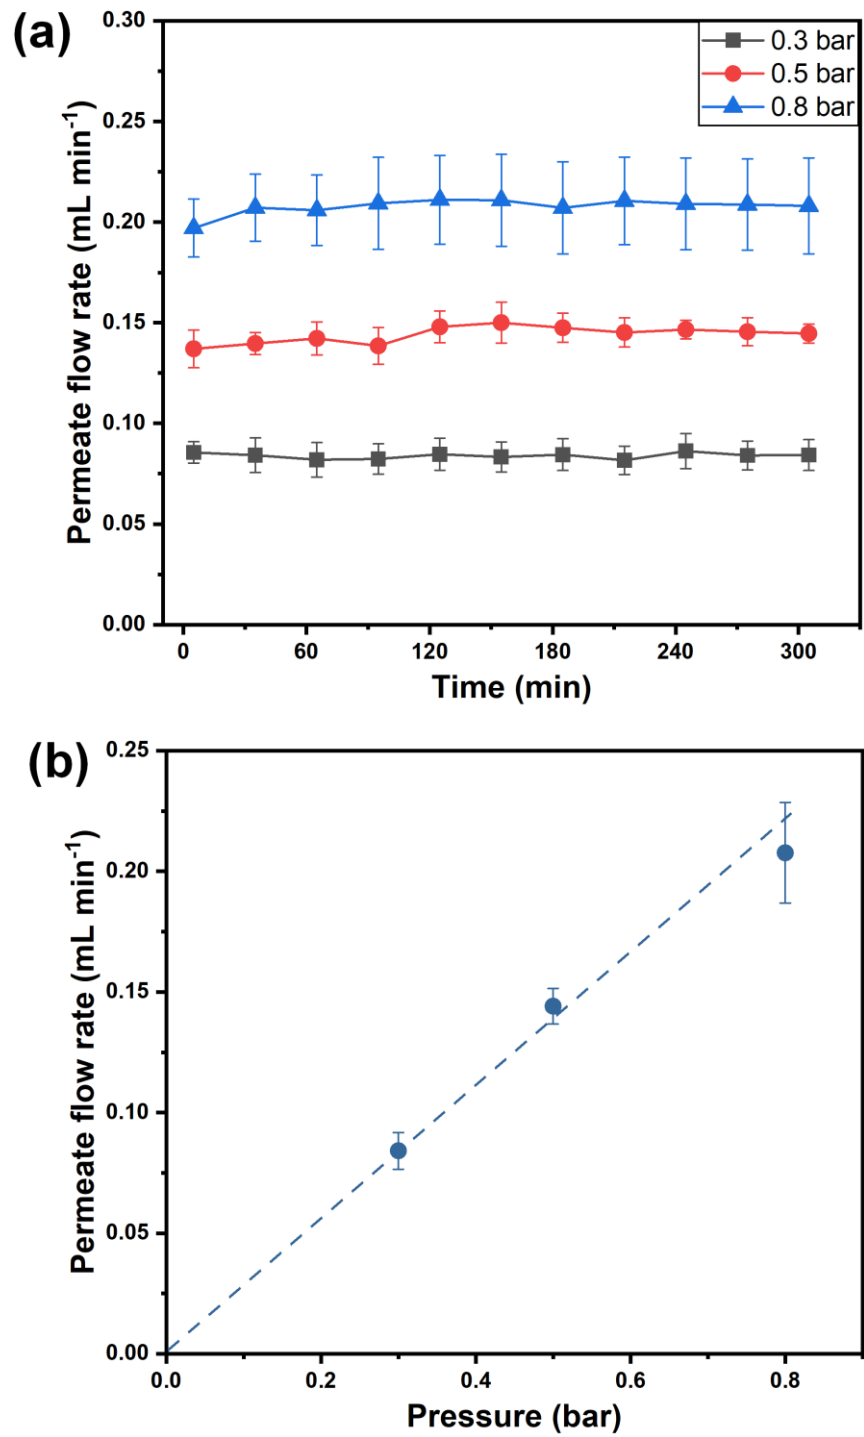 (a)
0.3 bar
0.5 bar
0.8 bar
Permeate flow rate (mL min⁻¹)
0.30
0.25
0.20
0.15
0.10
0.05
0.00
0 60 120 180 240 300
Time (min)
(b)
Permeate flow rate (mL min⁻¹)
0.25
0.20
0.15
0.10
0.05
0.00
0.0 0.2 0.4 0.6 0.8
Pressure (bar)